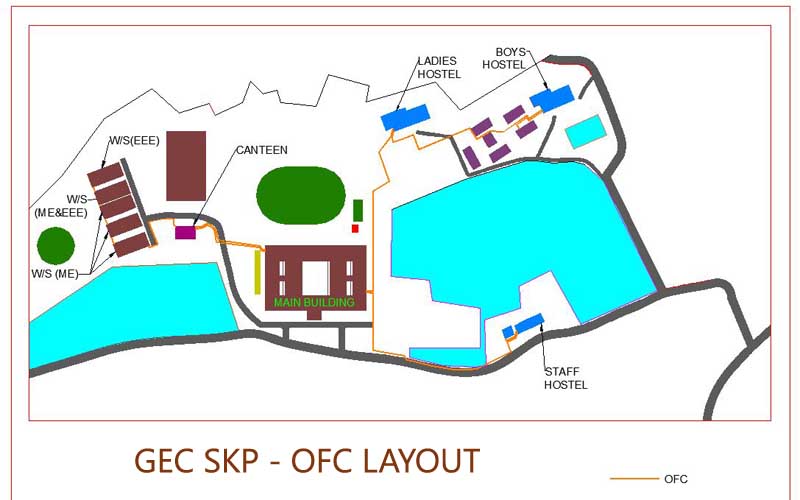 LADIES
HOSTEL
BOYS
HOSTEL
W/S(EEE)
CANTEEN
W/S
(ME&EEE)
W/S (ME)
MAIN BUILDING
STAFF
HOSTEL
GEC SKP - OFC LAYOUT
OFC